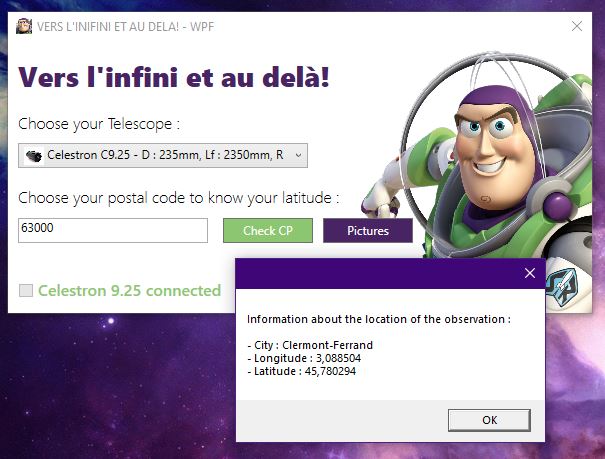 VERS L'INIFINI ET AU DELA! - WPF
Vers l'infini et au delà!
Choose your Telescope :
Celestron C9.25 - D : 235mm, Lf : 2350mm, R
Choose your postal code to know your latitude :
63000
Check CP
Pictures
Celestron 9.25 connected
Information about the location of the observation :
- City : Clermont-Ferrand
- Longitude : 3,088504
- Latitude : 45,780294
OK